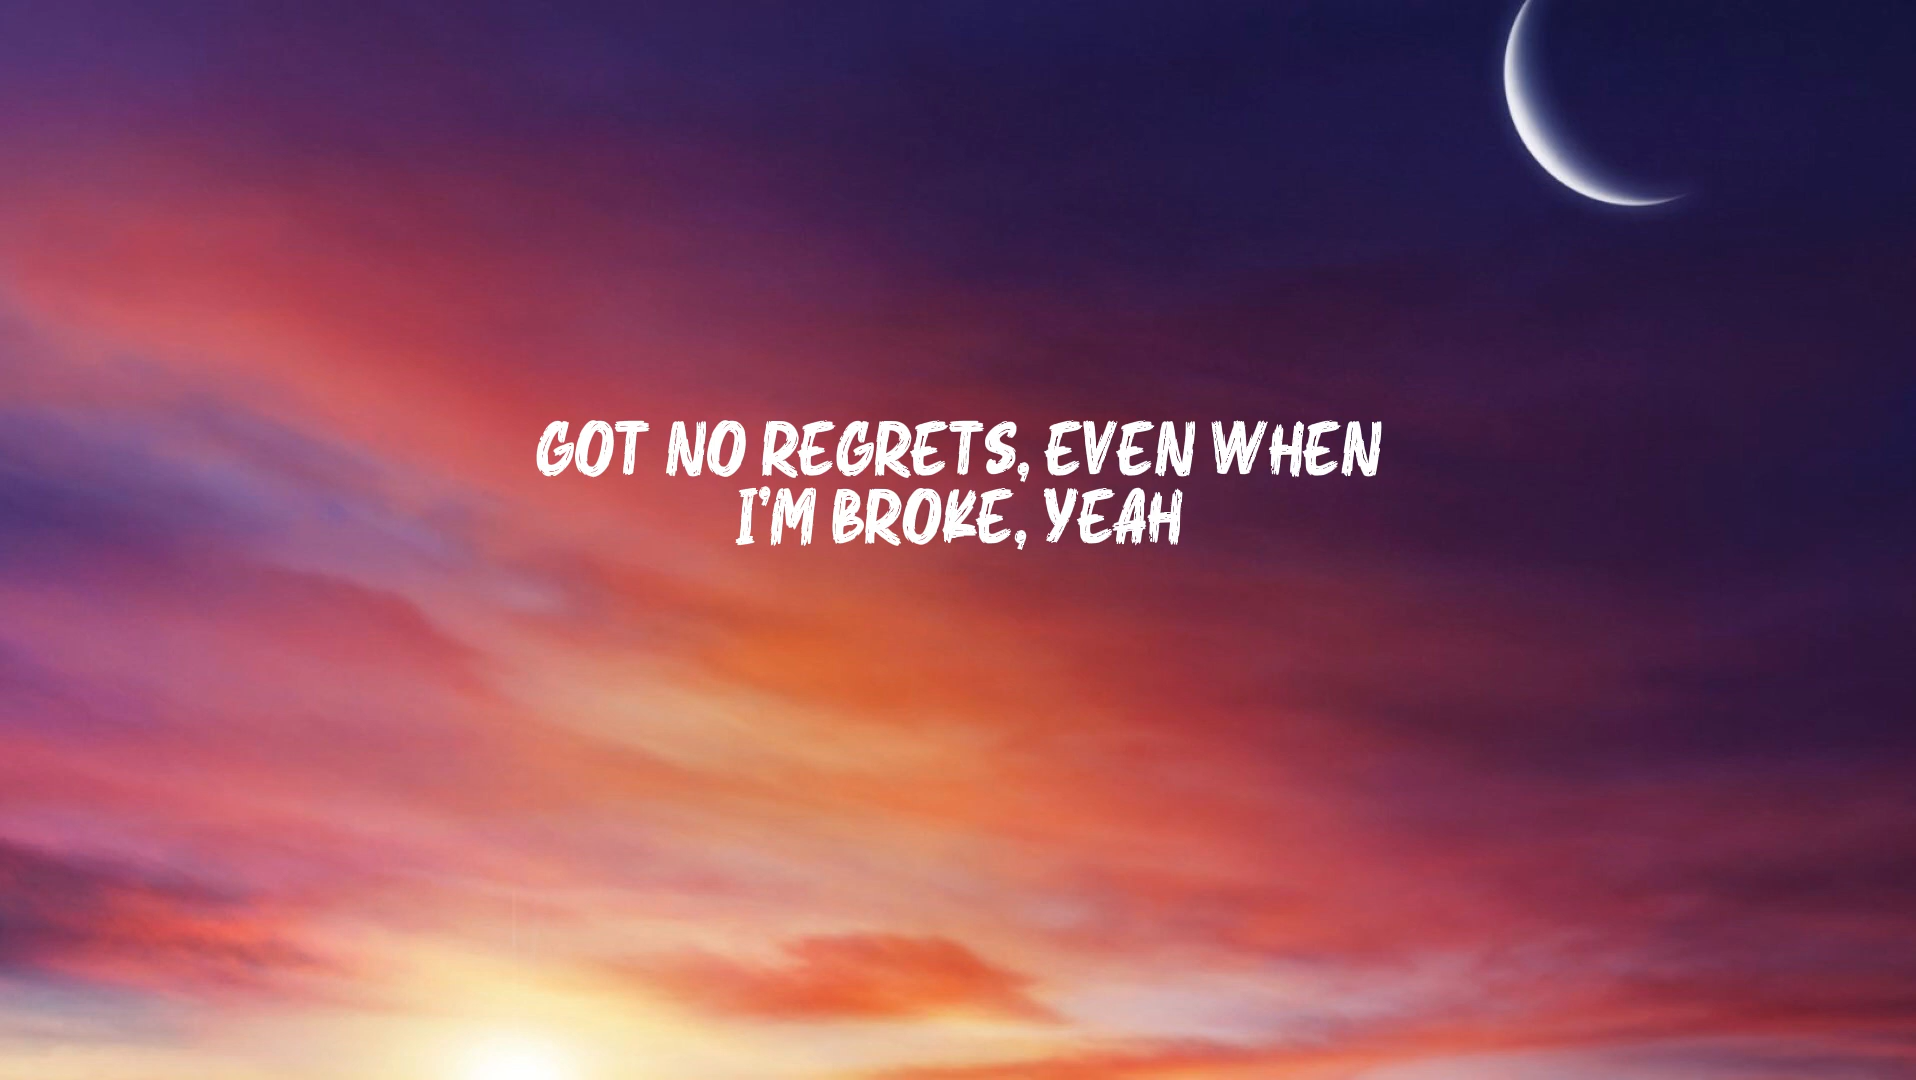 GOT NO REGRETS, EVEN WHEN
I'M BROKE, YEAH